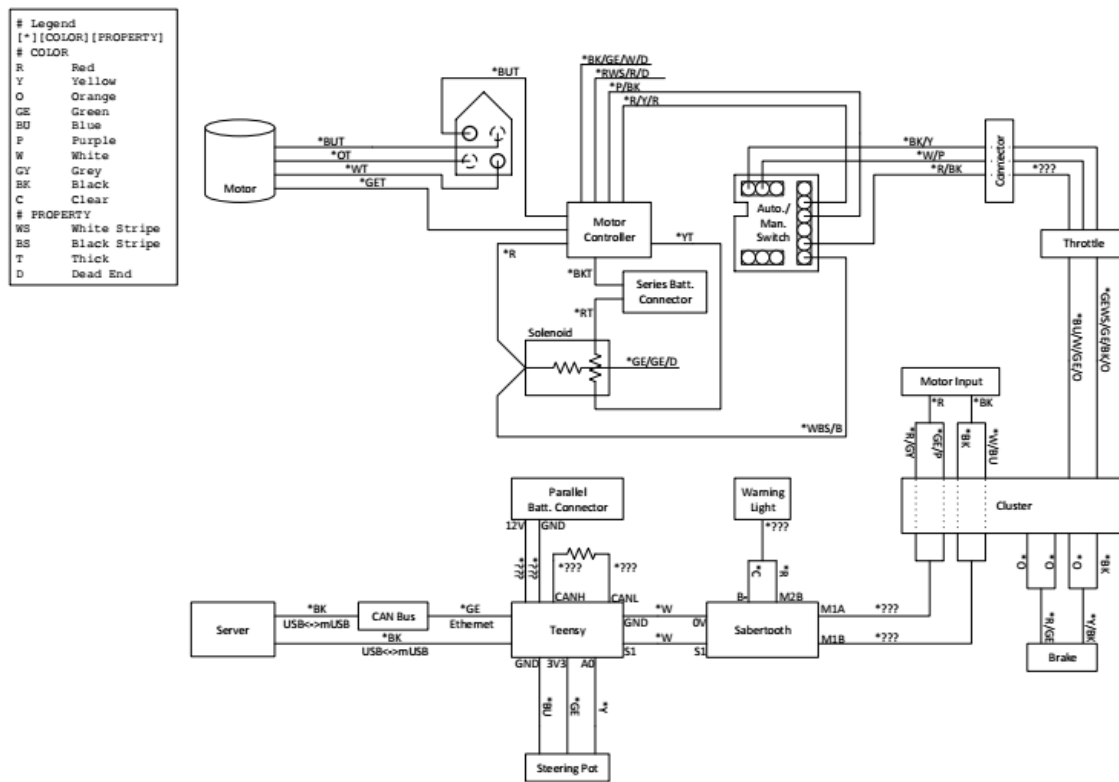 # Legend
[*][COLOR][PROPERTY]
# COLOR
R Red
Y Yellow
O Orange
GE Green
BU Blue
P Purple
W White
GY Grey
BK Black
C Clear
# PROPERTY
WS White Stripe
BS Black Stripe
T Thick
D Dead End
*BUT
*BK/GE/W/D
*RWS/R/D
*P/BK
*R/Y/R
*BUT
*OT
*WT
*GET
Motor
*BK/Y
*W/P
*R/BK
Connector
*???
Motor
Controller
Auto./
Man.
Switch
Throttle
*R
*YT
*BKT
Series Batt.
Connector
*RT
Solenoid
*GE/GE/D
*WBS/B
*BU/W/GE/O
*GEWS/GE/BK/O
Motor Input
*R
*BK
*R/GY
*GE/P
*BK
*W/BU
Parallel
Batt. Connector
Warning
Light
Cluster
12V
GND
*???
*???
*???
*???
*???
*C
*R
*O
*O
*O
*BK
CANH
CANL
B-
M2B
Server
*BK
USB<->mUSB
CAN Bus
*GE
Ethernet
Teensy
GND
*W
0V
Sabertooth
M1A
*???
*BK
USB<->mUSB
S1
*W
S1
M1B
*???
*R/GE
*Y/BK
Brake
GND
3V3
A0
*BU
*GE
*Y
Steering Pot